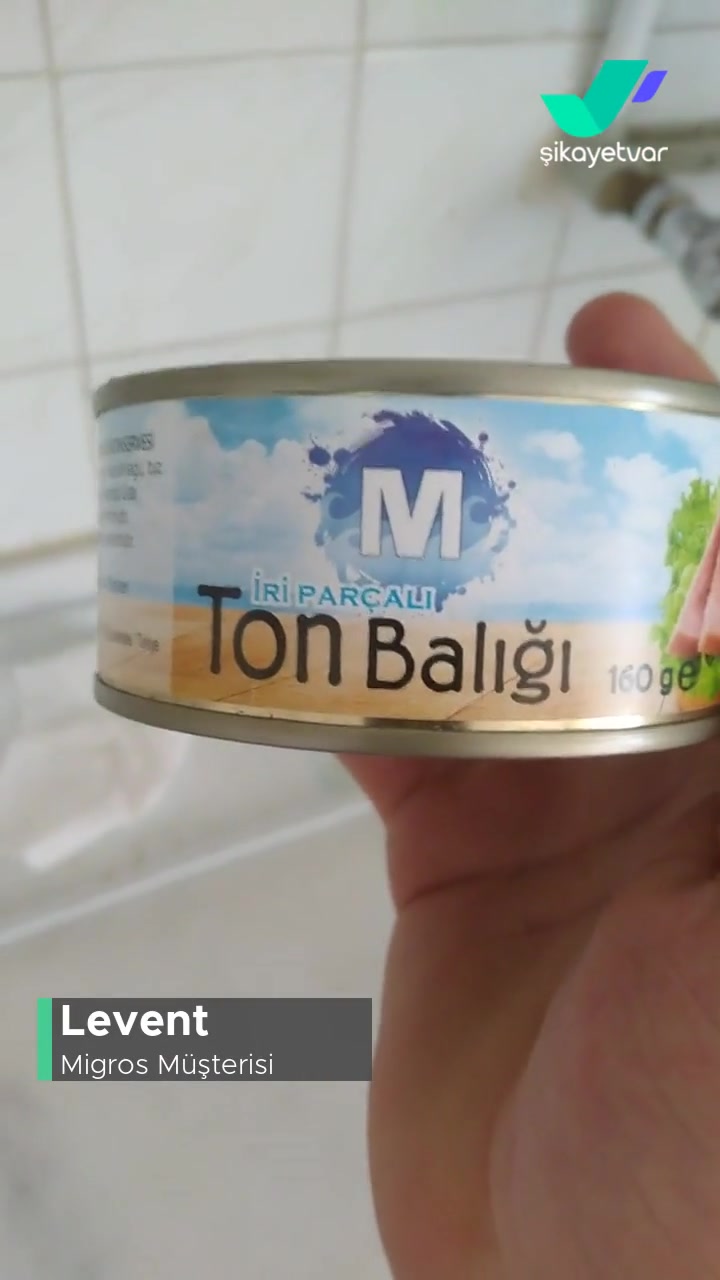 şikayetvar
M
İRİ PARÇALI
Ton Balığı
160 g e
Levent
Migros Müşterisi